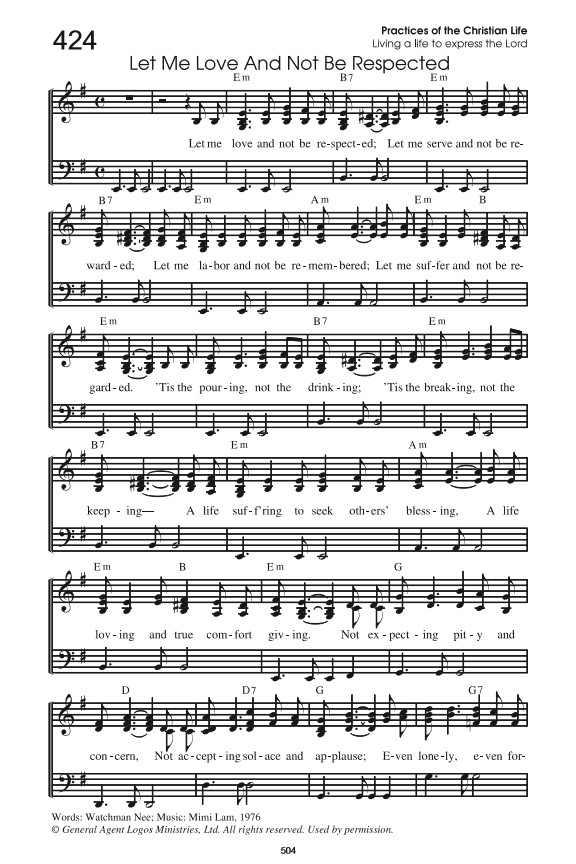 424
Practices of the Christian Life
Living a life to express the Lord
Let Me Love And Not Be Respected
Em B7
Let me love and not be re-spect-ed; Let me serve and not be re-
B7 Em Am Em B
ward-ed; Let me la-bor and not be re-mem-bered; Let me suf-fer and not be re-
Em B7 Em
gard-ed. 'Tis the pour-ing, not the drink-ing; 'Tis the break-ing, not the
B7 Em Am
keep-ing— A life suf-f'ring to seek oth-ers' bless-ing, A life
Em B Em G
lov-ing and true com-fort giv-ing. Not ex-pect-ing pit-y and
D D7 G G7
con-cern, Not ac-cept-ing sol-ace and ap-plause; E-ven lone-ly, e-ven for-
Words: Watchman Nee; Music: Mimi Lam, 1976
© General Agent Logos Ministries, Ltd. All rights reserved. Used by permission.
504